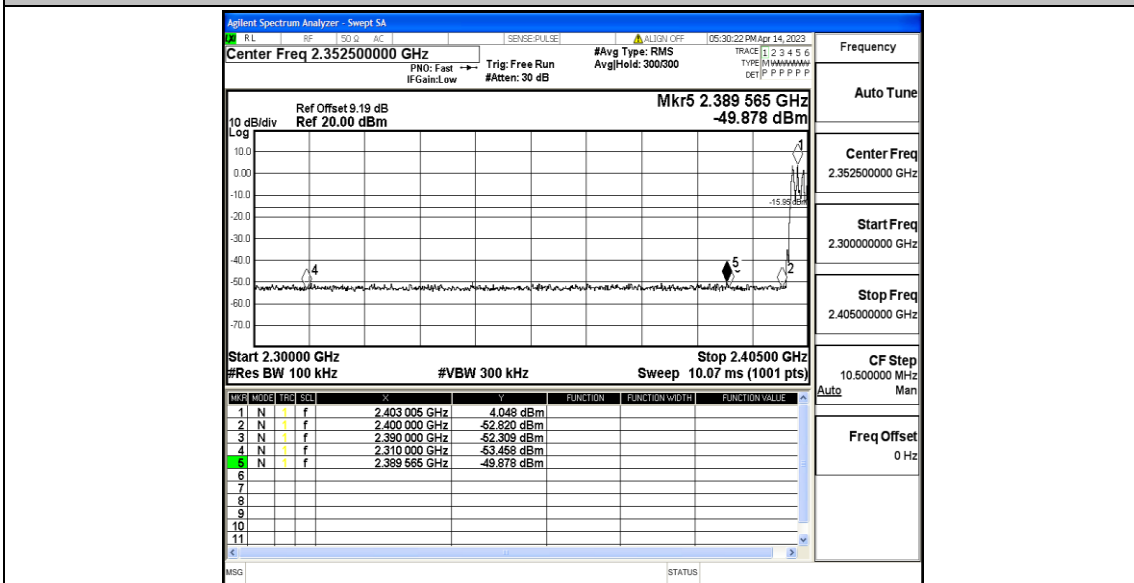 Agilent Spectrum Analyzer - Swept SA
RL RF 50 Ω AC SENSE:PULSE ALIGN OFF 05:30:22 PM Apr 14, 2023
Center Freq 2.352500000 GHz
PNO: Fast
IFGain:Low
Trig: Free Run
#Atten: 30 dB
#Avg Type: RMS
Avg|Hold: 300/300
TRACE 1 2 3 4 5 6
TYPE M
DET P P P P P P
Mkr5 2.389 565 GHz
-49.878 dBm
Ref Offset 9.19 dB
10 dB/div Ref 20.00 dBm
Log
10.0
0.00
-10.0
-20.0
-30.0
-40.0
-50.0
-60.0
-70.0
1
-15.95 dBm
4
5
2
Start 2.30000 GHz Stop 2.40500 GHz
#Res BW 100 kHz #VBW 300 kHz Sweep 10.07 ms (1001 pts)
MKR MODE TRC SCL X Y FUNCTION FUNCTION WIDTH FUNCTION VALUE
1 N 1 f 2.403 005 GHz 4.048 dBm
2 N 1 f 2.400 000 GHz -52.820 dBm
3 N 1 f 2.390 000 GHz -52.309 dBm
4 N 1 f 2.310 000 GHz -53.458 dBm
5 N 1 f 2.389 565 GHz -49.878 dBm
6
7
8
9
10
11
MSG STATUS
Frequency
Auto Tune
Center Freq
2.352500000 GHz
Start Freq
2.300000000 GHz
Stop Freq
2.405000000 GHz
CF Step
10.500000 MHz
Auto Man
Freq Offset
0 Hz